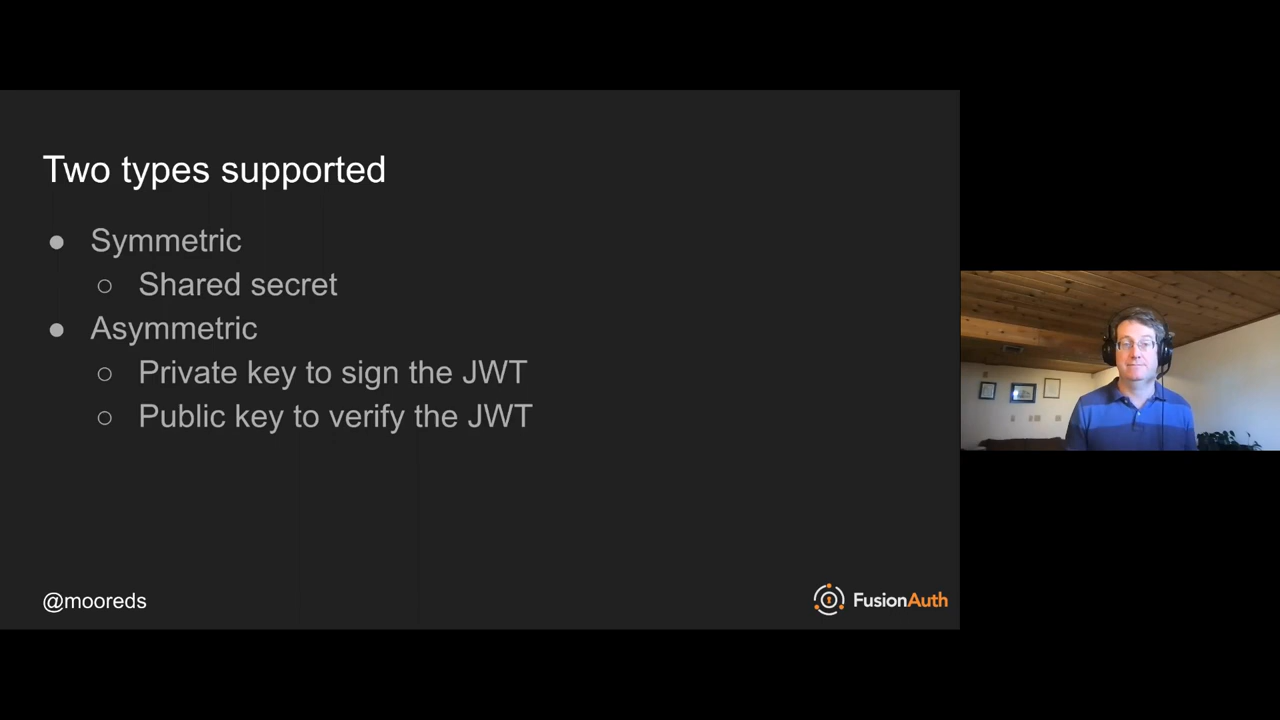 Two types supported
● Symmetric
○ Shared secret
● Asymmetric
○ Private key to sign the JWT
○ Public key to verify the JWT
@mooreds
FusionAuth